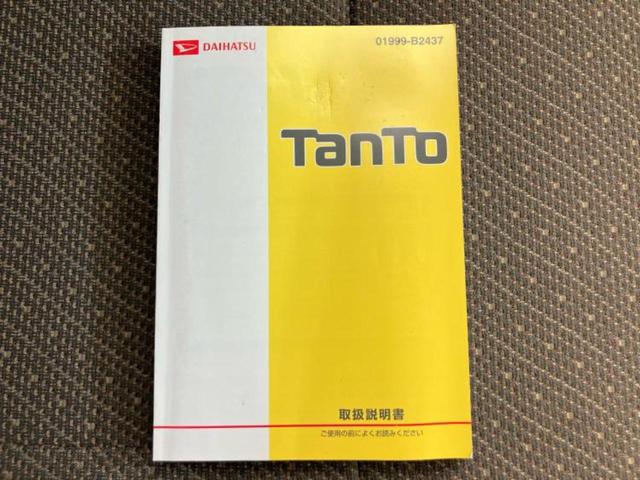 DAIHATSU
01999-B2437
TanTo
取扱説明書
ご使用の前によくお読みください